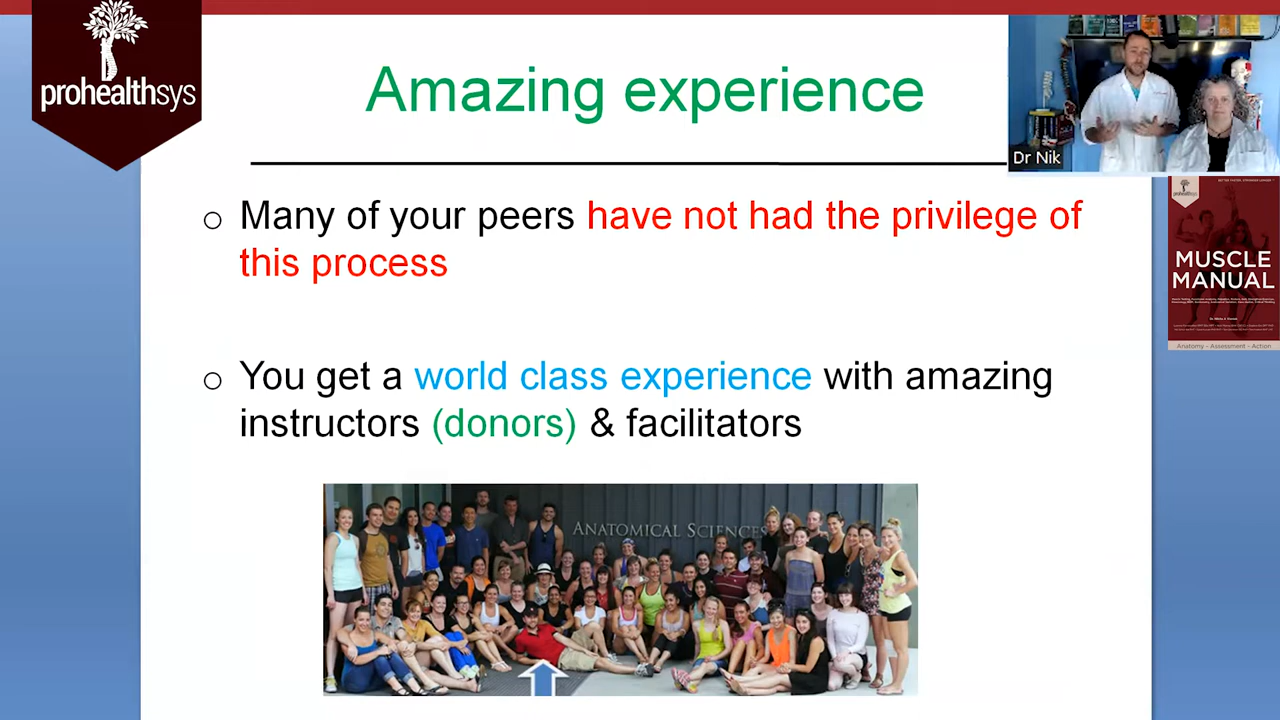 prohealthsys
Amazing experience
Dr Nik
Many of your peers have not had the privilege of
this process
MUSCLE
MANUAL
Anatomy - Assessment - Action
You get a world class experience with amazing
instructors (donors) & facilitators
ANATOMICAL SCIENCES